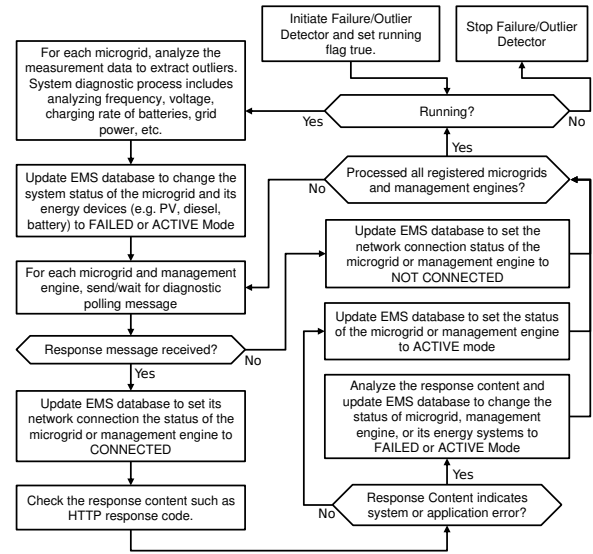 Initiate Failure/Outlier
Detector and set running
flag true.
Stop Failure/Outlier
Detector
For each microgrid, analyze the
measurement data to extract outliers.
System diagnostic process includes
analyzing frequency, voltage,
charging rate of batteries, grid
power, etc.
Running?
Yes
No
Yes
Update EMS database to change the
system status of the microgrid and its
energy devices (e.g. PV, diesel,
battery) to FAILED or ACTIVE Mode
Processed all registered microgrids
and management engines?
No
Update EMS database to set the
network connection status of the
microgrid or management engine to
NOT CONNECTED
For each microgrid and management
engine, send/wait for diagnostic
polling message
Update EMS database to set the status
of the microgrid or management engine
to ACTIVE mode
Response message received?
No
Yes
Analyze the response content and
update EMS database to change the
status of microgrid, management
engine, or its energy systems to
FAILED or ACTIVE Mode
Update EMS database to set its
network connection the status of the
microgrid or management engine to
CONNECTED
Yes
Check the response content such as
HTTP response code.
Response Content indicates
system or application error?
No